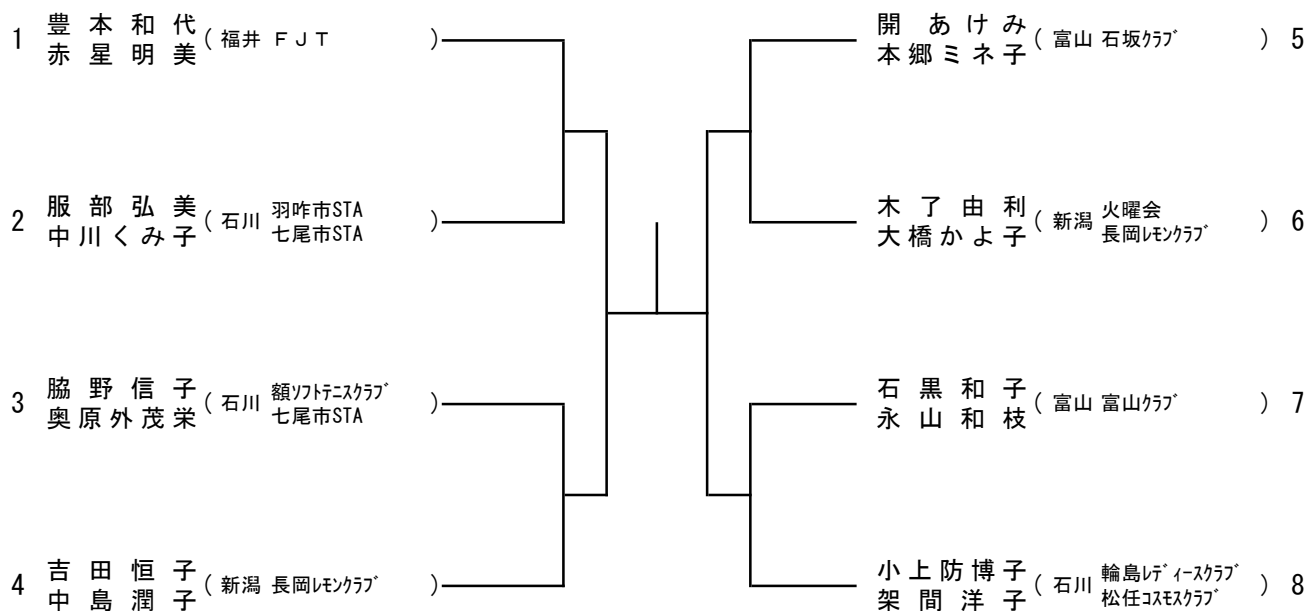 1 豊本和代 ( 福井 ＦＪＴ )
赤星明美
2 服部弘美 ( 石川 羽咋市STA )
中川くみ子 七尾市STA
3 脇野信子 ( 石川 額ｿﾌﾄﾃﾆｽｸﾗﾌﾞ )
奥原外茂栄 七尾市STA
4 吉田恒子 ( 新潟 長岡ﾚﾓﾝｸﾗﾌﾞ )
中島潤子
開あけみ ( 富山 石坂ｸﾗﾌﾞ ) 5
本郷ミネ子
木了由利 ( 新潟 火曜会 ) 6
大橋かよ子 長岡ﾚﾓﾝｸﾗﾌﾞ
石黒和子 ( 富山 富山ｸﾗﾌﾞ ) 7
永山和枝
小上防博子 ( 石川 輪島ﾚﾃﾞｨｰｽｸﾗﾌﾞ ) 8
架間洋子 松任ｺｽﾓｽｸﾗﾌﾞ